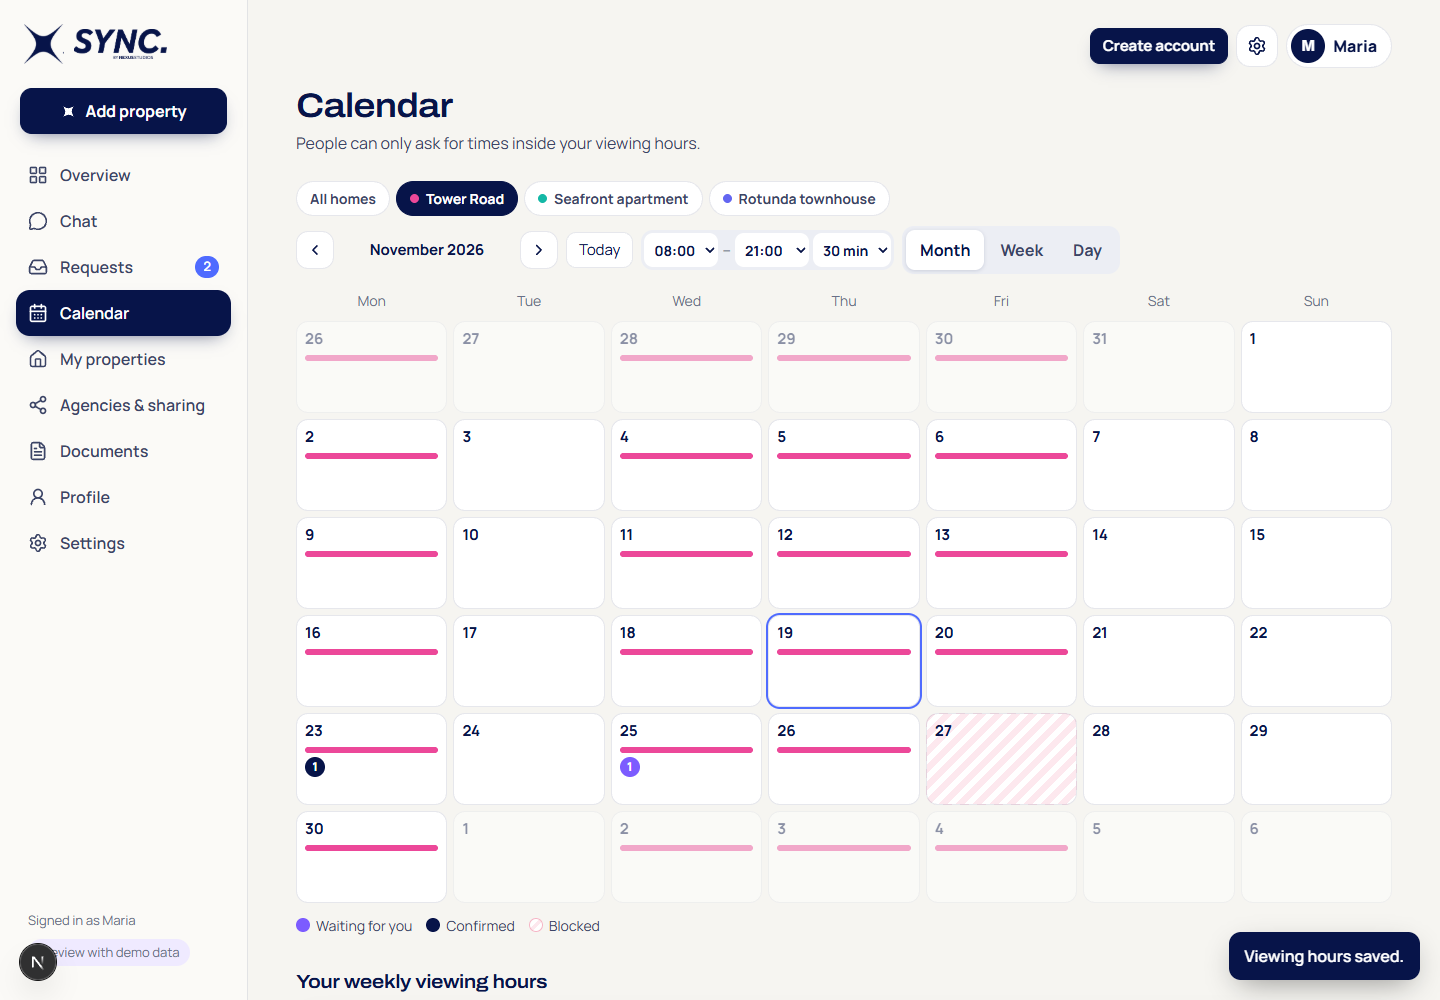 SYNC.
BY NEXUS STUDIOS
Create account
M Maria
Add property
Overview
Chat
Requests 2
Calendar
My properties
Agencies & sharing
Documents
Profile
Settings
Signed in as Maria
eview with demo data
N
Calendar
People can only ask for times inside your viewing hours.
All homes Tower Road Seafront apartment Rotunda townhouse
November 2026 Today 08:00 – 21:00 30 min Month Week Day
Mon Tue Wed Thu Fri Sat Sun
26 27 28 29 30 31 1
2 3 4 5 6 7 8
9 10 11 12 13 14 15
16 17 18 19 20 21 22
23 24 25 26 27 28 29
1 1
30 1 2 3 4 5 6
Waiting for you Confirmed Blocked
Your weekly viewing hours
Viewing hours saved.